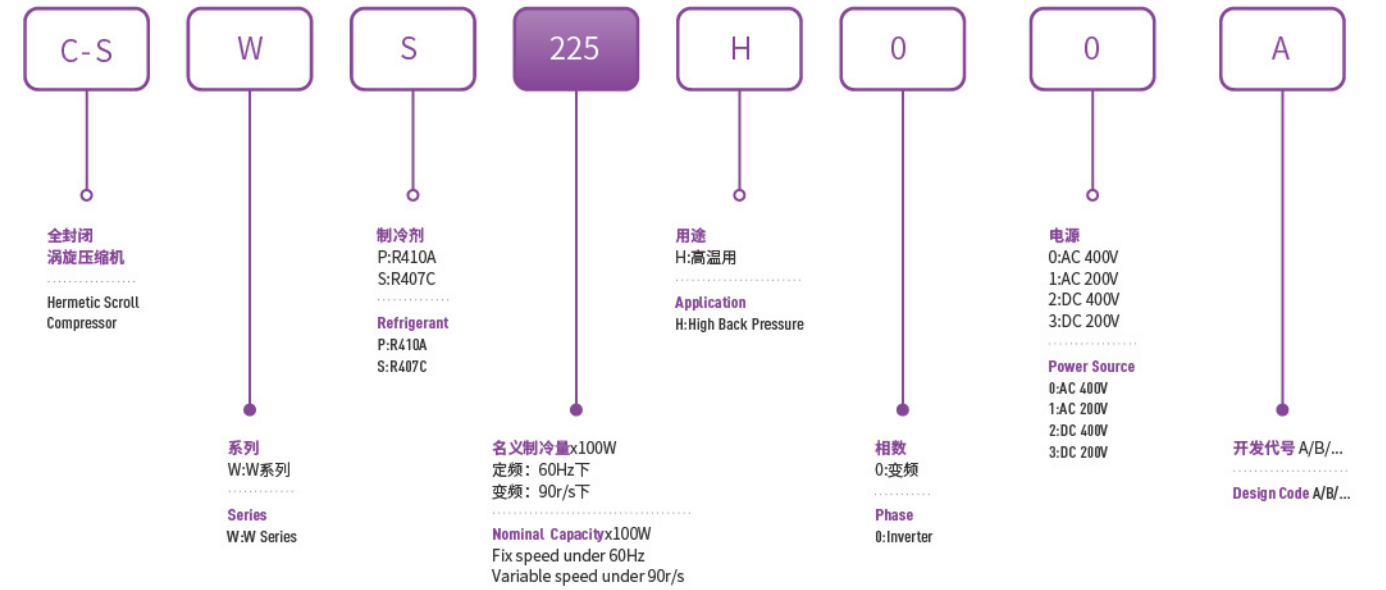 C-S
W
S
225
H
0
0
A
全封闭
涡旋压缩机
Hermetic Scroll
Compressor
系列
W:W系列
Series
W:W Series
制冷剂
P:R410A
S:R407C
Refrigerant
P:R410A
S:R407C
名义制冷量x100W
定频：60Hz下
变频：90r/s下
Nominal Capacityx100W
Fix speed under 60Hz
Variable speed under 90r/s
用途
H:高温用
Application
H:High Back Pressure
相数
0:变频
Phase
0:Inverter
电源
0:AC 400V
1:AC 200V
2:DC 400V
3:DC 200V
Power Source
0:AC 400V
1:AC 200V
2:DC 400V
3:DC 200V
开发代号 A/B/...
Design Code A/B/...